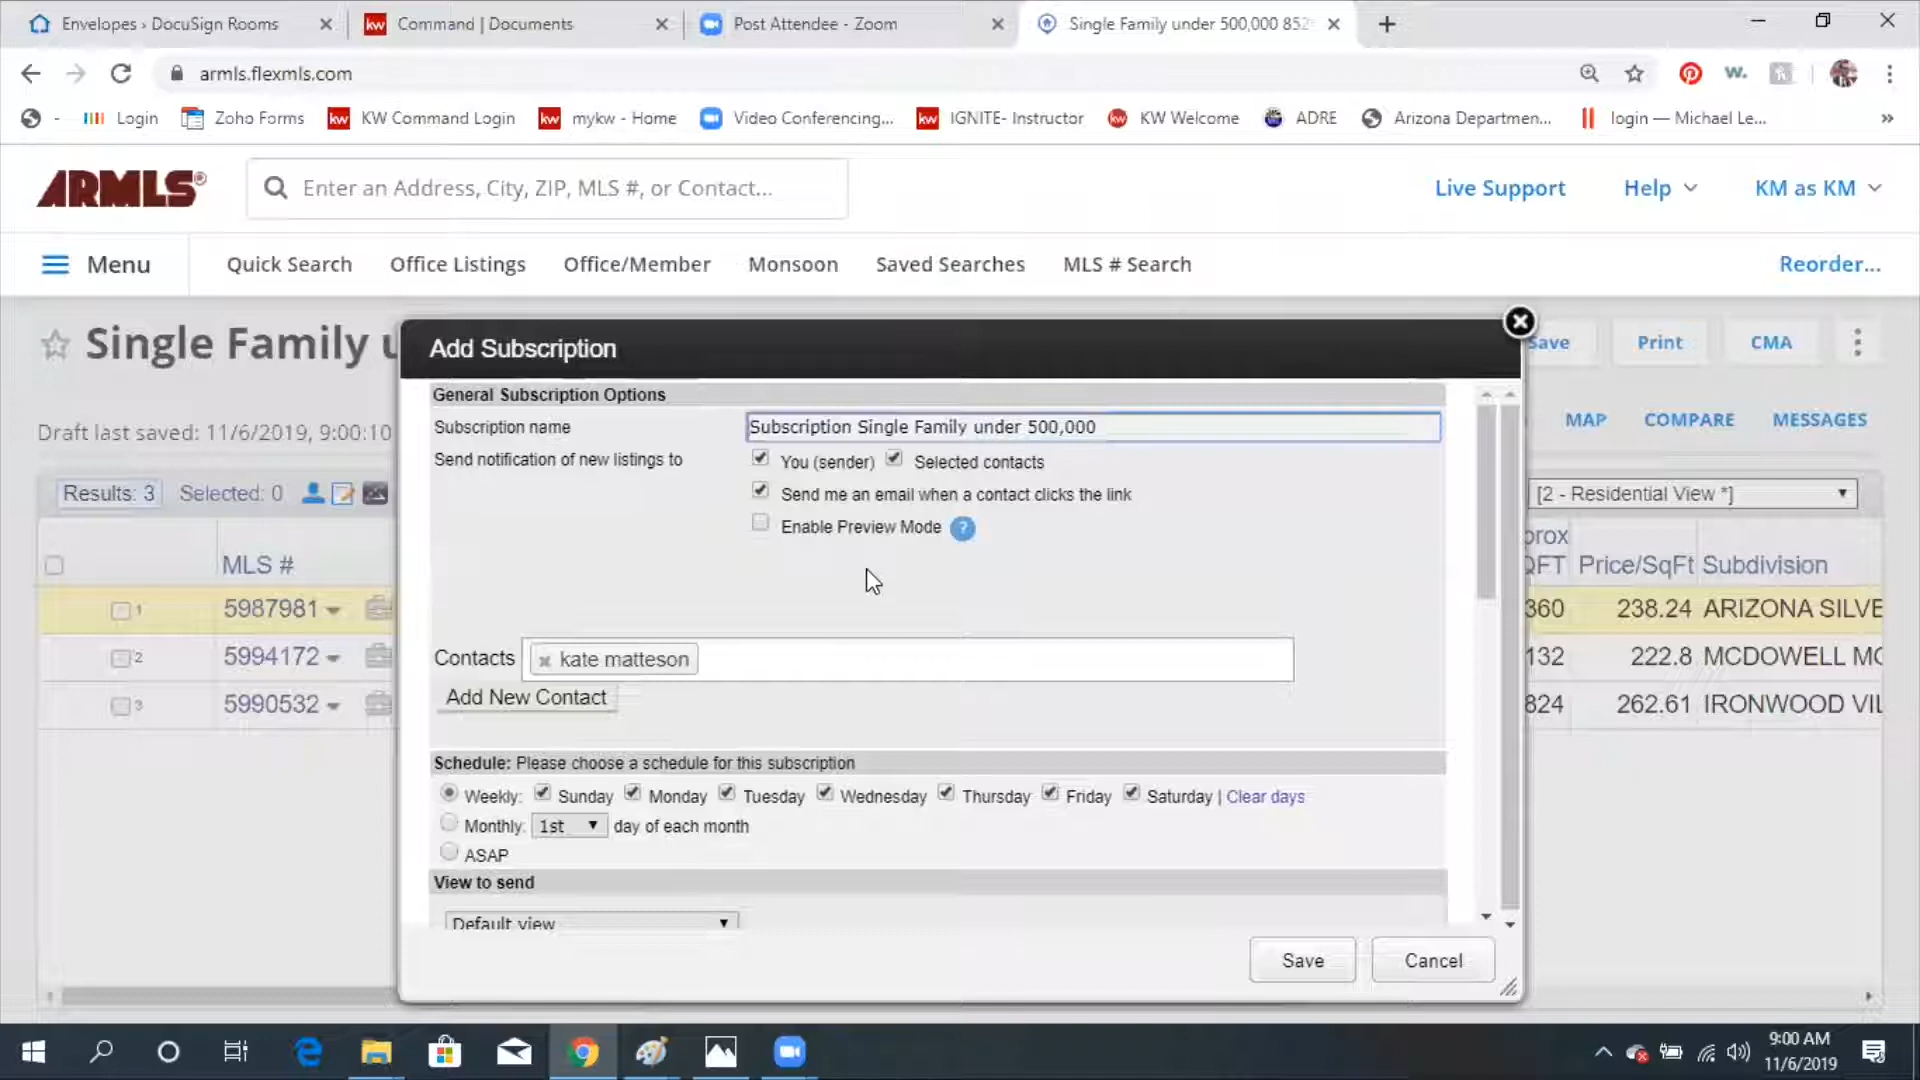 Envelopes › DocuSign Rooms
kw Command | Documents
Post Attendee - Zoom
Single Family under 500,000 852
armls.flexmls.com
w.
- Login
Zoho Forms
kw KW Command Login
kw mykw - Home
Video Conferencing...
kw IGNITE- Instructor
kw KW Welcome
ADRE
Arizona Departmen...
login — Michael Le...
»
ARMLS®
Enter an Address, City, ZIP, MLS #, or Contact...
Live Support
Help
KM as KM
Menu
Quick Search
Office Listings
Office/Member
Monsoon
Saved Searches
MLS # Search
Reorder...
Single Family u
Save
Print
CMA
Draft last saved: 11/6/2019, 9:00:10
MAP
COMPARE
MESSAGES
Results: 3
Selected: 0
[2 - Residential View *]
MLS #
prox
QFT
Price/SqFt
Subdivision
1 5987981
360 238.24 ARIZONA SILVE
2 5994172
132 222.8 MCDOWELL MO
3 5990532
824 262.61 IRONWOOD VIL
Add Subscription
General Subscription Options
Subscription name
Subscription Single Family under 500,000
Send notification of new listings to
You (sender)
Selected contacts
Send me an email when a contact clicks the link
Enable Preview Mode ?
Contacts
kate matteson
Add New Contact
Schedule: Please choose a schedule for this subscription
Weekly: Sunday Monday Tuesday Wednesday Thursday Friday Saturday | Clear days
Monthly: 1st day of each month
ASAP
View to send
Default view
Save
Cancel
9:00 AM
11/6/2019